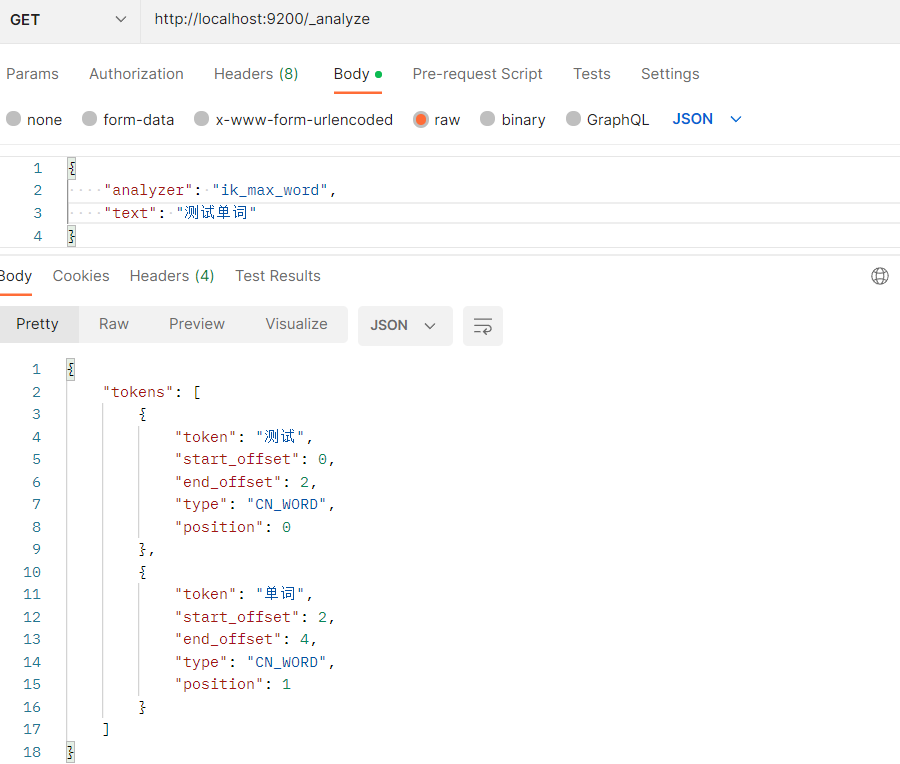 GET http://localhost:9200/_analyze
Params Authorization Headers (8) Body Pre-request Script Tests Settings
none form-data x-www-form-urlencoded raw binary GraphQL JSON
1 {
2 ····"analyzer":·"ik_max_word",
3 ····"text":·"测试单词"
4 }
Body Cookies Headers (4) Test Results
Pretty Raw Preview Visualize JSON
1 {
2 "tokens": [
3 {
4 "token": "测试",
5 "start_offset": 0,
6 "end_offset": 2,
7 "type": "CN_WORD",
8 "position": 0
9 },
10 {
11 "token": "单词",
12 "start_offset": 2,
13 "end_offset": 4,
14 "type": "CN_WORD",
15 "position": 1
16 }
17 ]
18 }